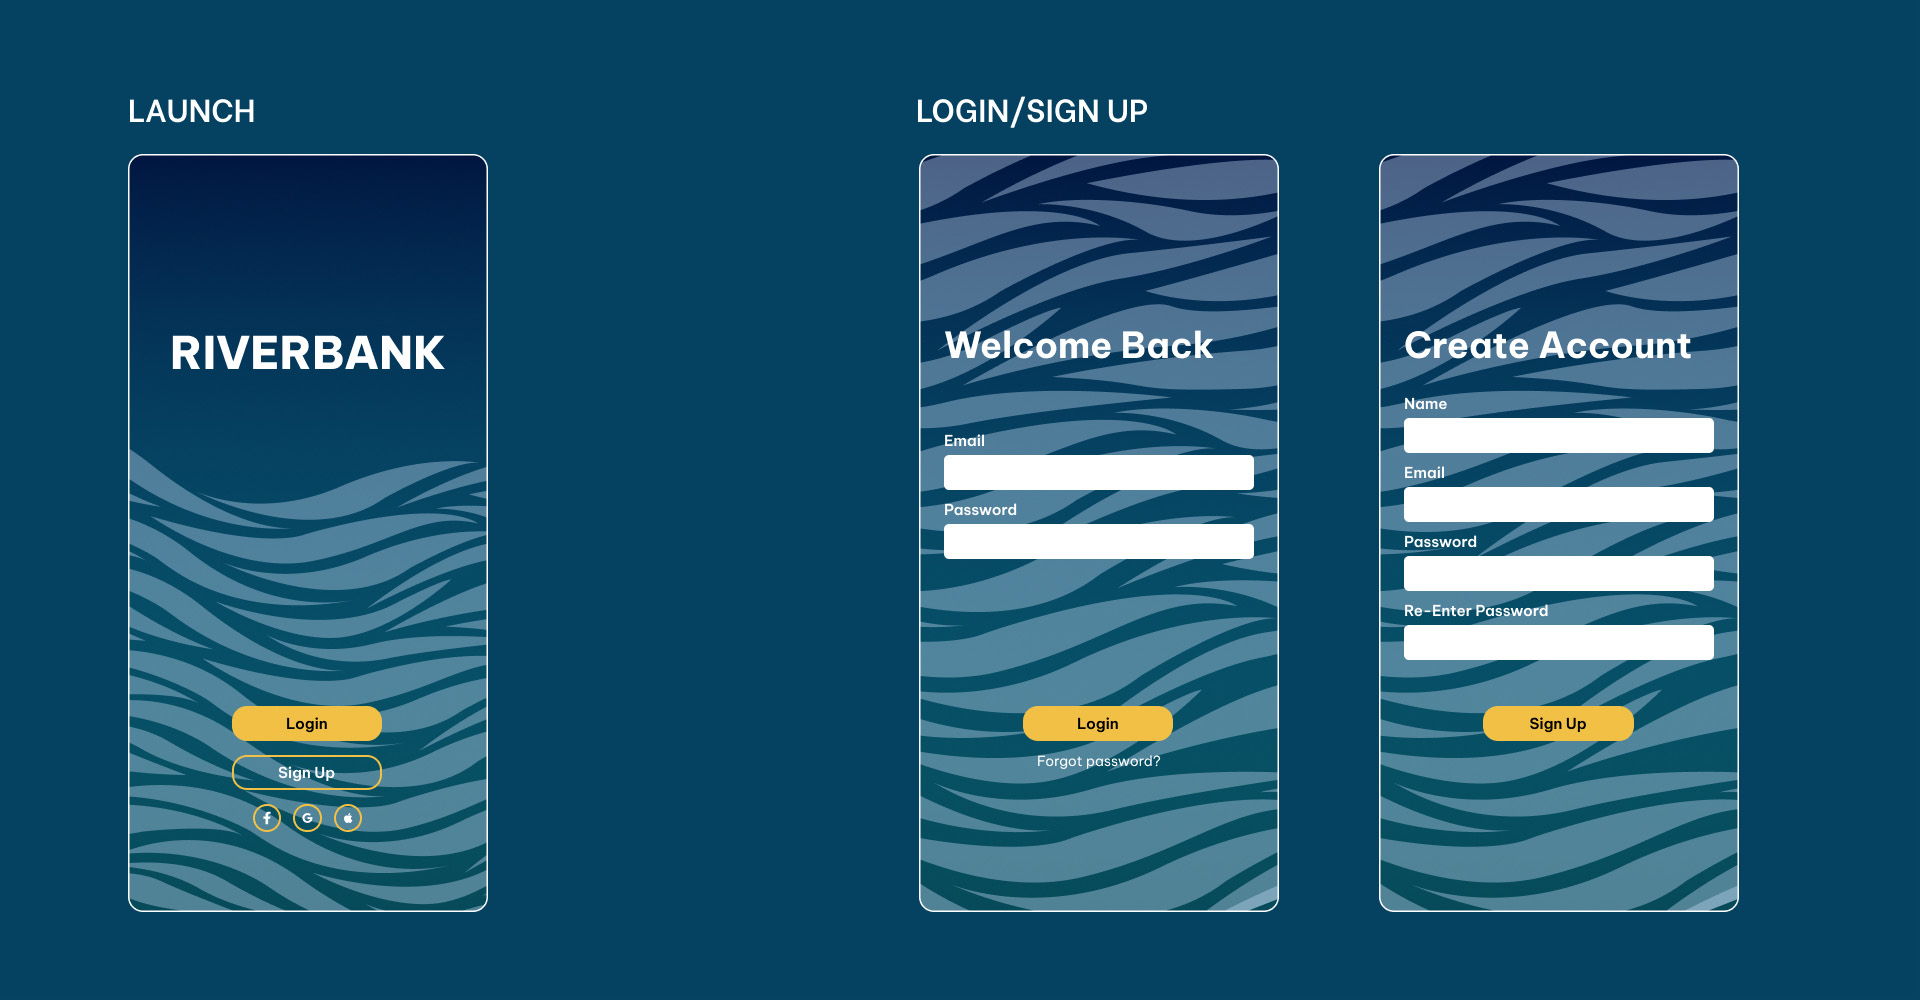 LAUNCH
RIVERBANK
Login
Sign Up
LOGIN/SIGN UP
Welcome Back
Email
Password
Login
Forgot password?
Create Account
Name
Email
Password
Re-Enter Password
Sign Up